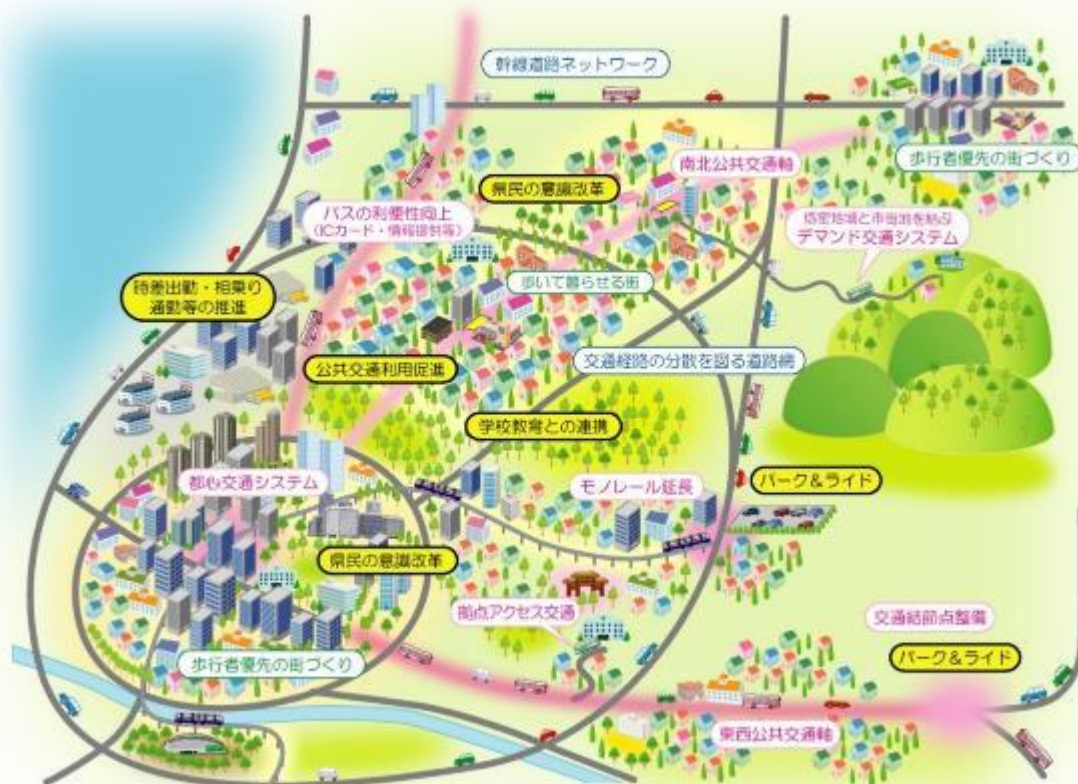 幹線道路ネットワーク
歩行者優先の街づくり
南北公共交通軸
県民の意識改革
バスの利便性向上
(ICカード・情報提供等)
過密地域と市街地を結ぶ
デマンド交通システム
歩いて暮らせる街
時差出勤・相乗り
通勤等の推進
公共交通利用促進
交通経路の分散を図る道路網
学校教育との連携
都心交通システム
モノレール延長
パーク&ライド
県民の意識改革
拠点アクセス交通
交通結節点整備
パーク&ライド
歩行者優先の街づくり
東西公共交通軸